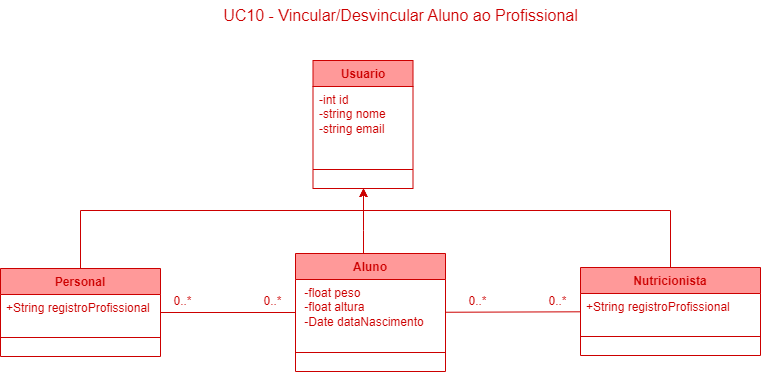 UC10 - Vincular/Desvincular Aluno ao Profissional
Usuario
-int id
-string nome
-string email
Personal
+String registroProfissional
0..*
0..*
Aluno
-float peso
-float altura
-Date dataNascimento
0..*
0..*
Nutricionista
+String registroProfissional